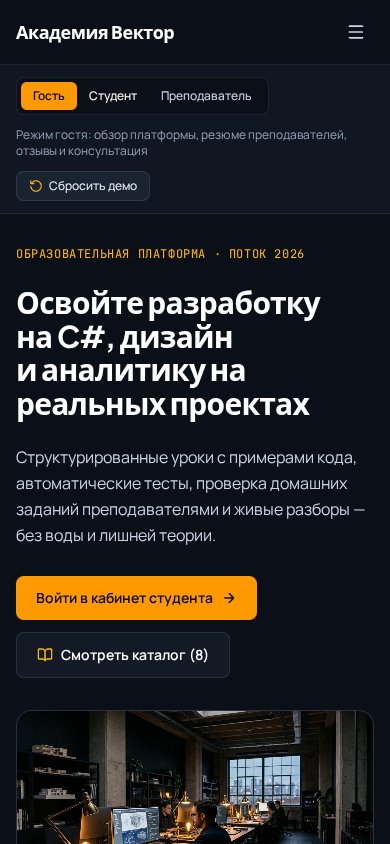 Академия Вектор
Гость
Студент
Преподаватель
Режим гостя: обзор платформы, резюме преподавателей,
отзывы и консультация
Сбросить демо
ОБРАЗОВАТЕЛЬНАЯ ПЛАТФОРМА · ПОТОК 2026
Освойте разработку
на C#, дизайн
и аналитику на
реальных проектах
Структурированные уроки с примерами кода,
автоматические тесты, проверка домашних
заданий преподавателями и живые разборы —
без воды и лишней теории.
Войти в кабинет студента →
Смотреть каталог (8)